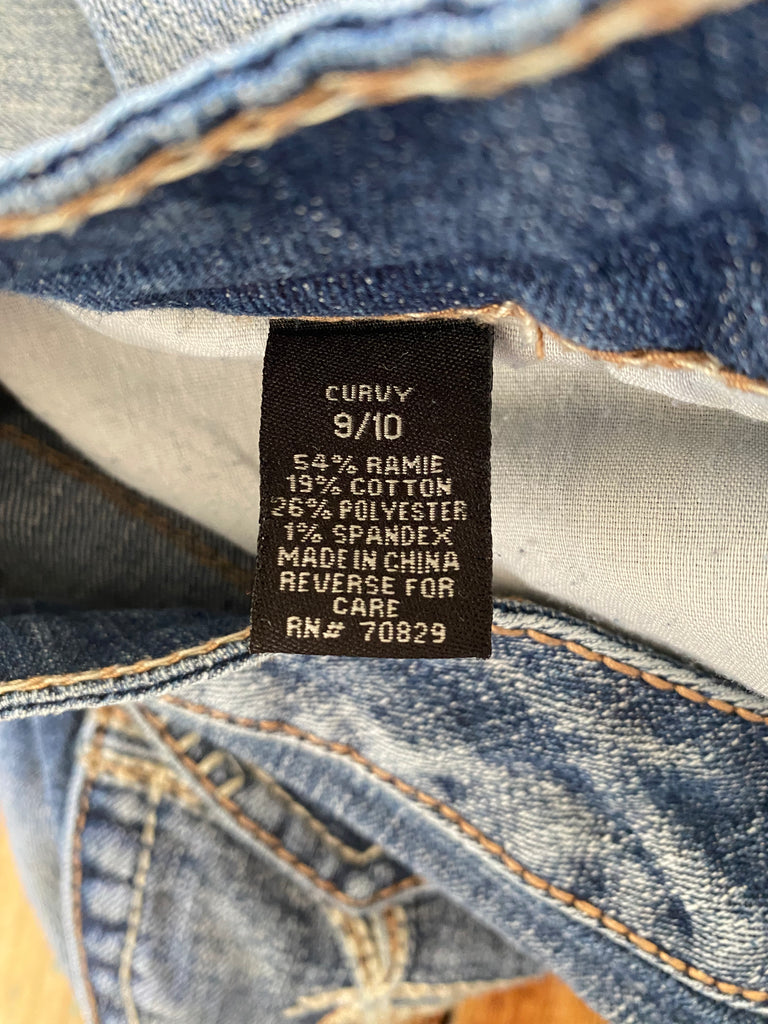 CURVY
9/10
54% RAMIE
19% COTTON
26% POLYESTER
1% SPANDEX
MADE IN CHINA
REVERSE FOR
CARE
RN# 70829